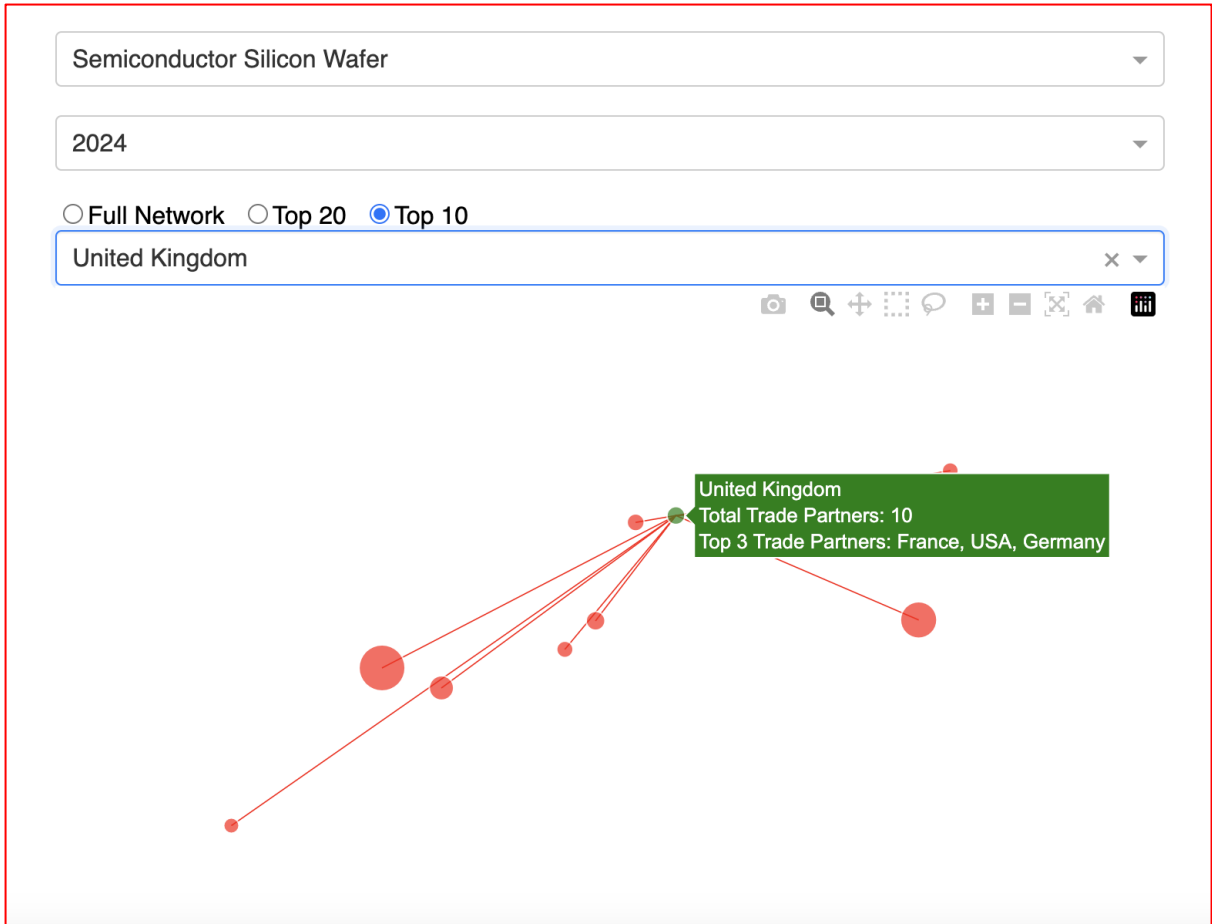 Semiconductor Silicon Wafer
2024
Full Network Top 20 Top 10
United Kingdom
United Kingdom
Total Trade Partners: 10
Top 3 Trade Partners: France, USA, Germany